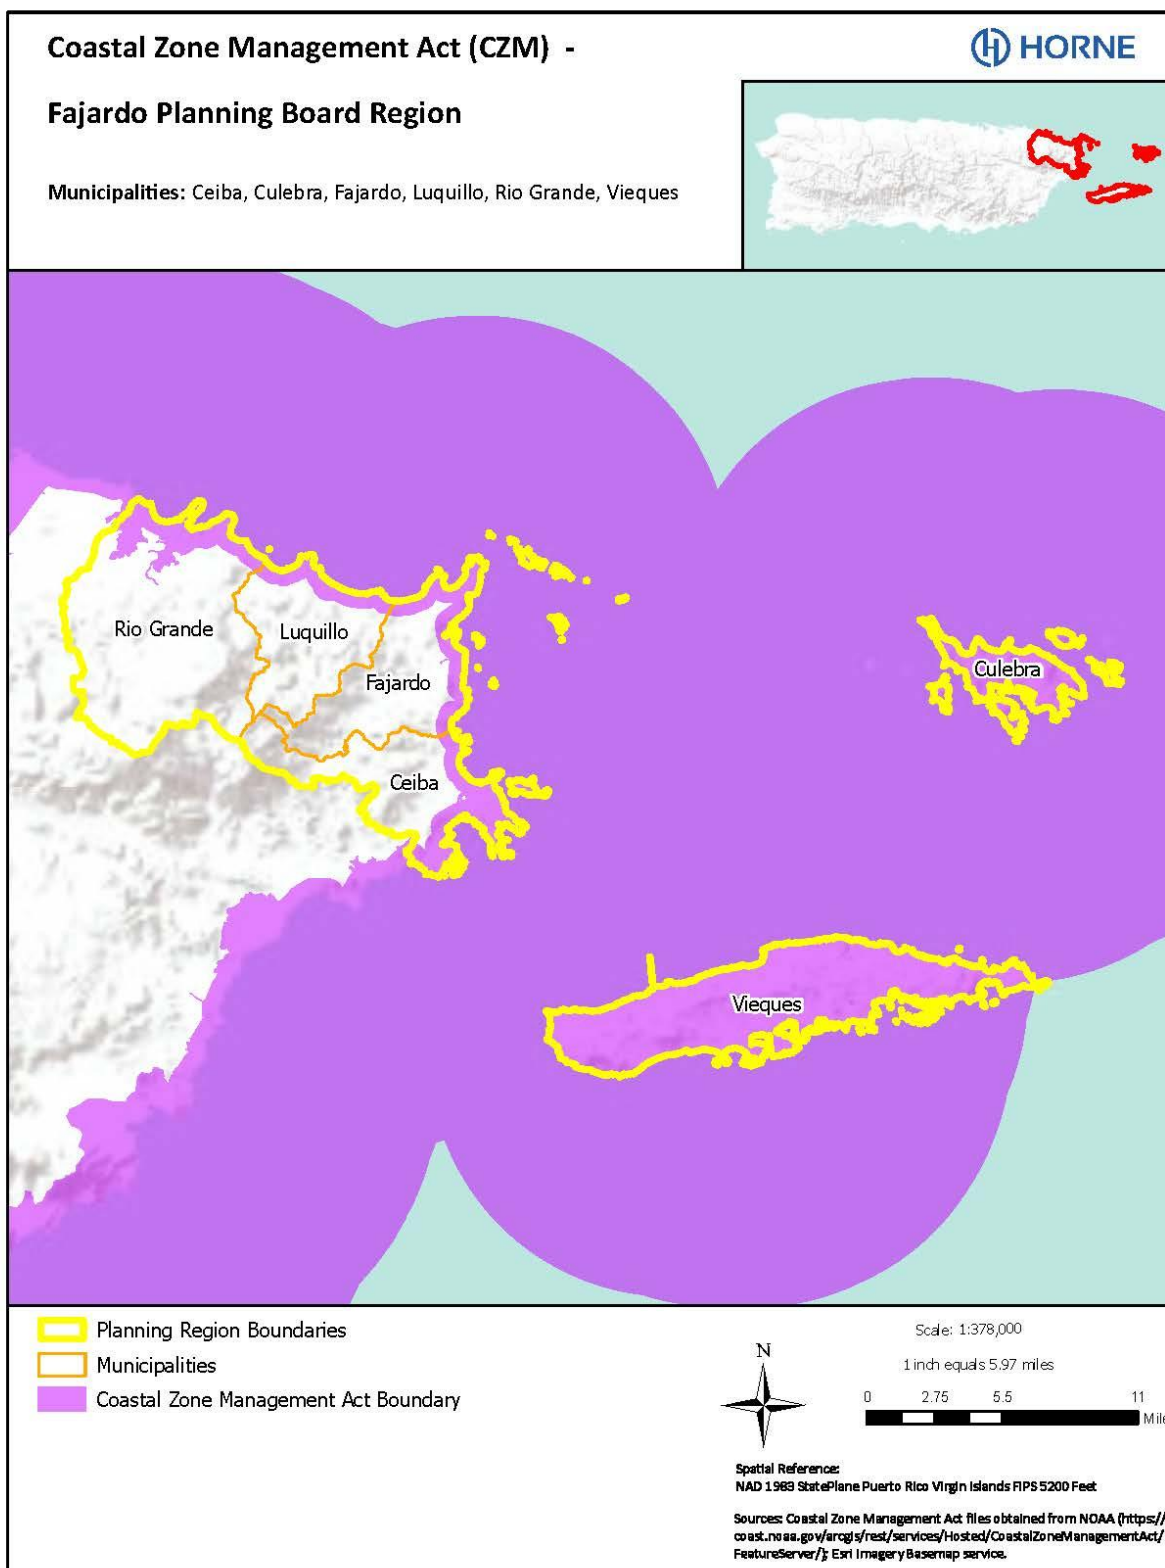 Coastal Zone Management Act (CZM) -
HORNE
Fajardo Planning Board Region
Municipalities: Ceiba, Culebra, Fajardo, Luquillo, Rio Grande, Vieques
Rio Grande
Luquillo
Fajardo
Culebra
Ceiba
Vieques
Planning Region Boundaries
Municipalities
Coastal Zone Management Act Boundary
Scale: 1:378,000
N
1 inch equals 5.97 miles
0 2.75 5.5 11
Mile
Spatial Reference:
NAD 1983 StatePlane Puerto Rico Virgin Islands FIPS 5200 Feet
Sources: Coastal Zone Management Act files obtained from NOAA (https://
coast.noaa.gov/arcgis/rest/services/Hosted/CoastalZoneManagementAct/
FeatureServer/); Esri Imagery Basemap service.